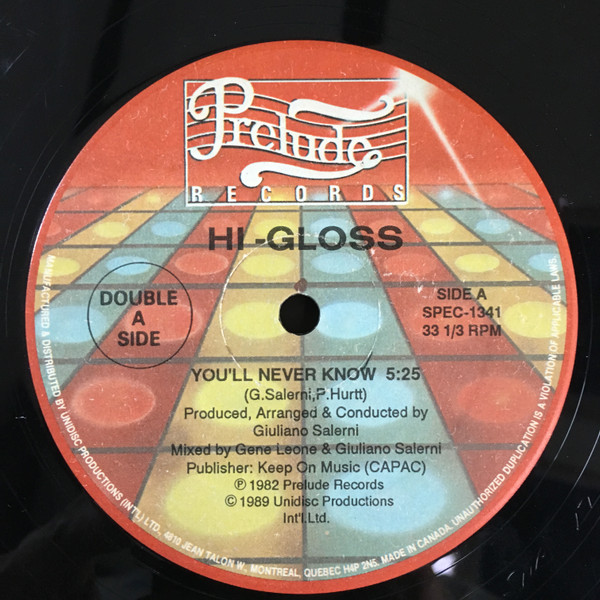 Prelude
RECORDS
HI-GLOSS
DOUBLE
A
SIDE
SIDE A
SPEC-1341
33 1/3 RPM
YOU'LL NEVER KNOW 5:25
(G.Salerni,P.Hurtt)
Produced, Arranged & Conducted by
Giuliano Salerni
Mixed by Gene Leone & Giuliano Salerni
Publisher: Keep On Music (CAPAC)
℗ 1982 Prelude Records
© 1989 Unidisc Productions
Int'l.Ltd.
MANUFACTURED & DISTRIBUTED BY UNIDISC PRODUCTIONS (INT'L) LTD, 4810 JEAN TALON W., MONTREAL, QUEBEC H4P 2N5. MADE IN CANADA. UNAUTHORIZED DUPLICATION IS A VIOLATION OF APPLICABLE LAWS.